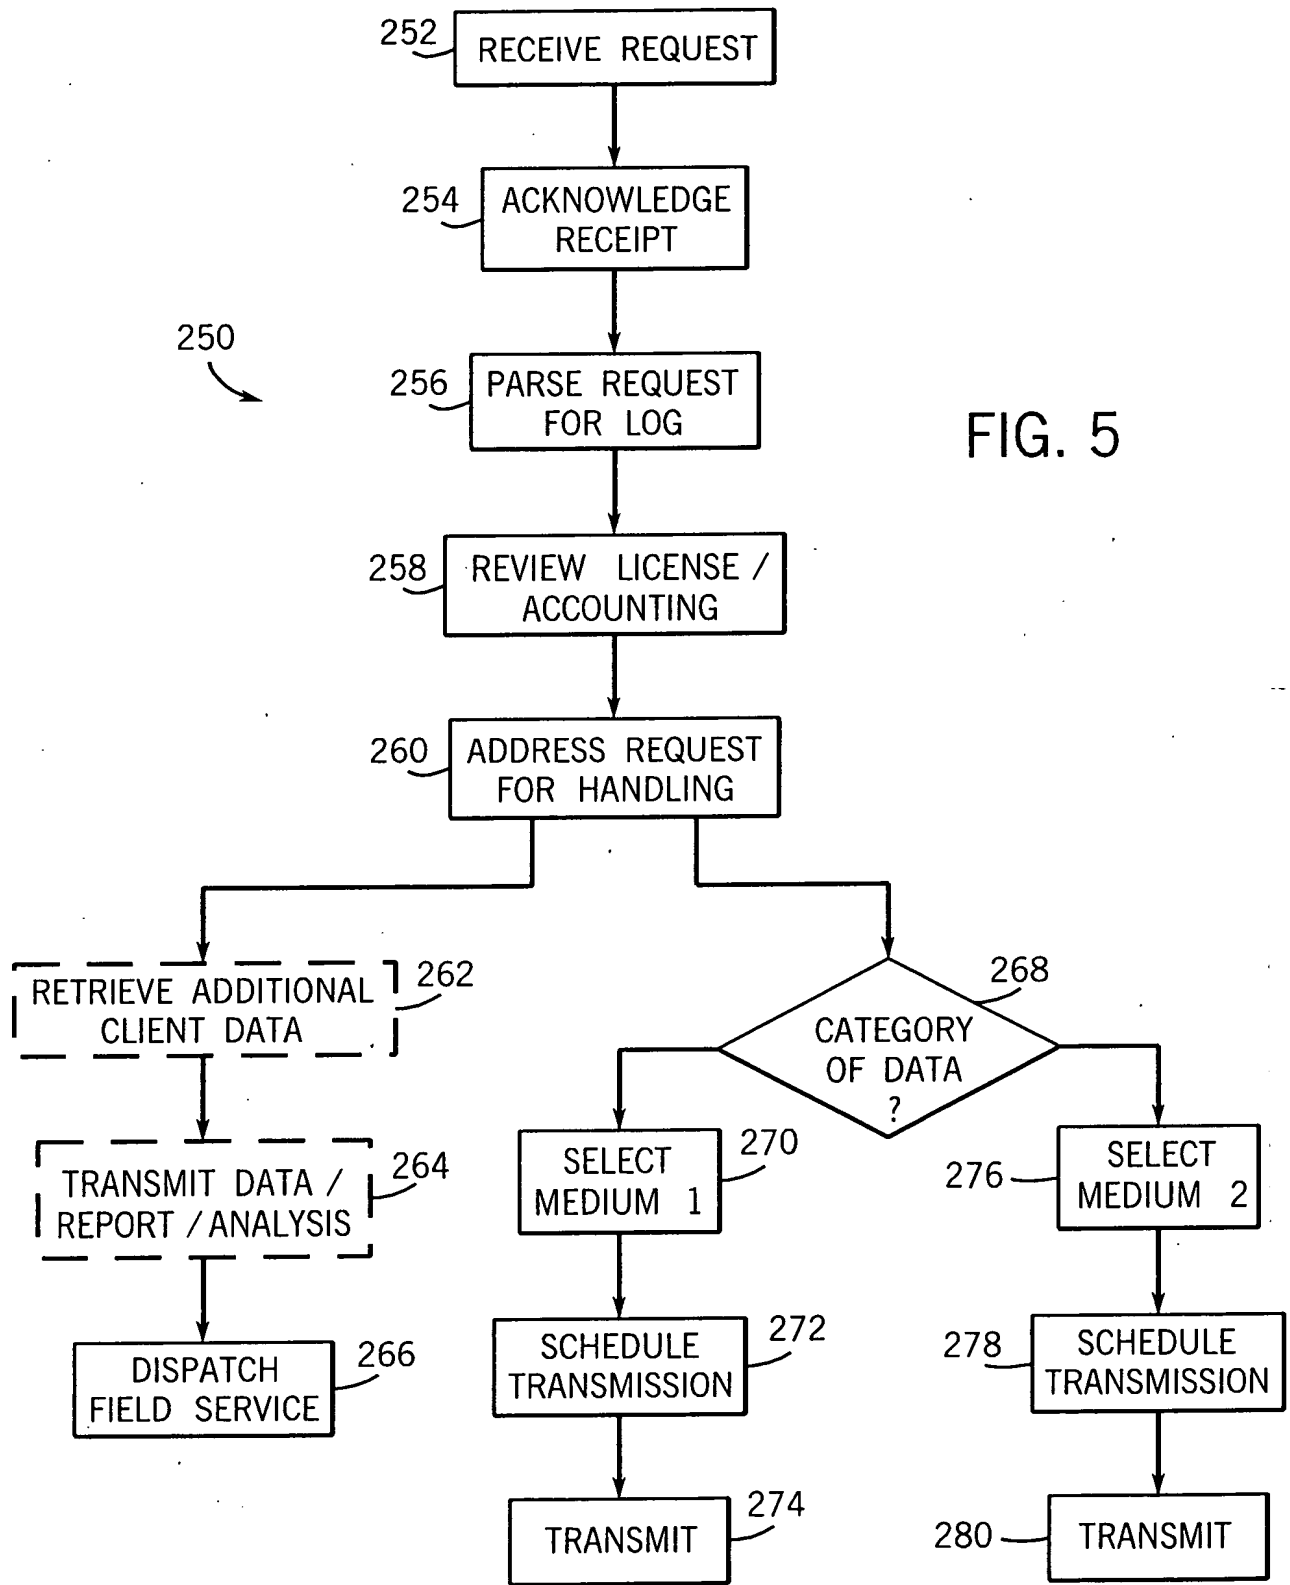 252
RECEIVE REQUEST
254
ACKNOWLEDGE
RECEIPT
250
256
PARSE REQUEST
FOR LOG
FIG. 5
258
REVIEW LICENSE /
ACCOUNTING
260
ADDRESS REQUEST
FOR HANDLING
262
RETRIEVE ADDITIONAL
CLIENT DATA
264
TRANSMIT DATA /
REPORT / ANALYSIS
266
DISPATCH
FIELD SERVICE
268
CATEGORY
OF DATA
?
270
SELECT
MEDIUM 1
272
SCHEDULE
TRANSMISSION
274
TRANSMIT
276
SELECT
MEDIUM 2
278
SCHEDULE
TRANSMISSION
280
TRANSMIT